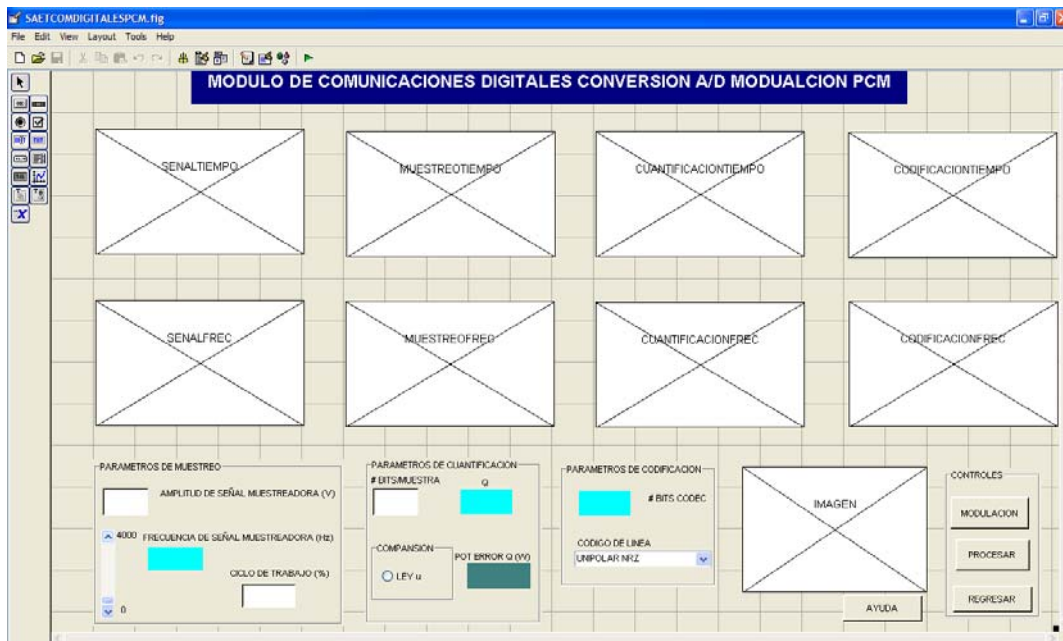 SAETCOMDIGITALESPCM.fig
File Edit View Layout Tools Help
MODULO DE COMUNICACIONES DIGITALES CONVERSION A/D MODUALCION PCM
SENALTIEMPO
MUESTREOTIEMPO
CUANTIFICACIONTIEMPO
CODIFICACIONTIEMPO
SENALFREC
MUESTREOFREC
CUANTIFICACIONFREC
CODIFICACIONFREC
PARAMETROS DE MUESTREO
AMPLITUD DE SEÑAL MUESTREADORA (V)
4000 FRECUENCIA DE SEÑAL MUESTREADORA (Hz)
CICLO DE TRABAJO (%)
0
PARAMETROS DE CUANTIFICACION
# BITS/MUESTRA Q
COMPANSION
LEY u
POT ERROR Q (W)
PARAMETROS DE CODIFICACION
# BITS CODEC
CODIGO DE LINEA
UNIPOLAR NRZ
IMAGEN
AYUDA
CONTROLES
MODULACION
PROCESAR
REGRESAR